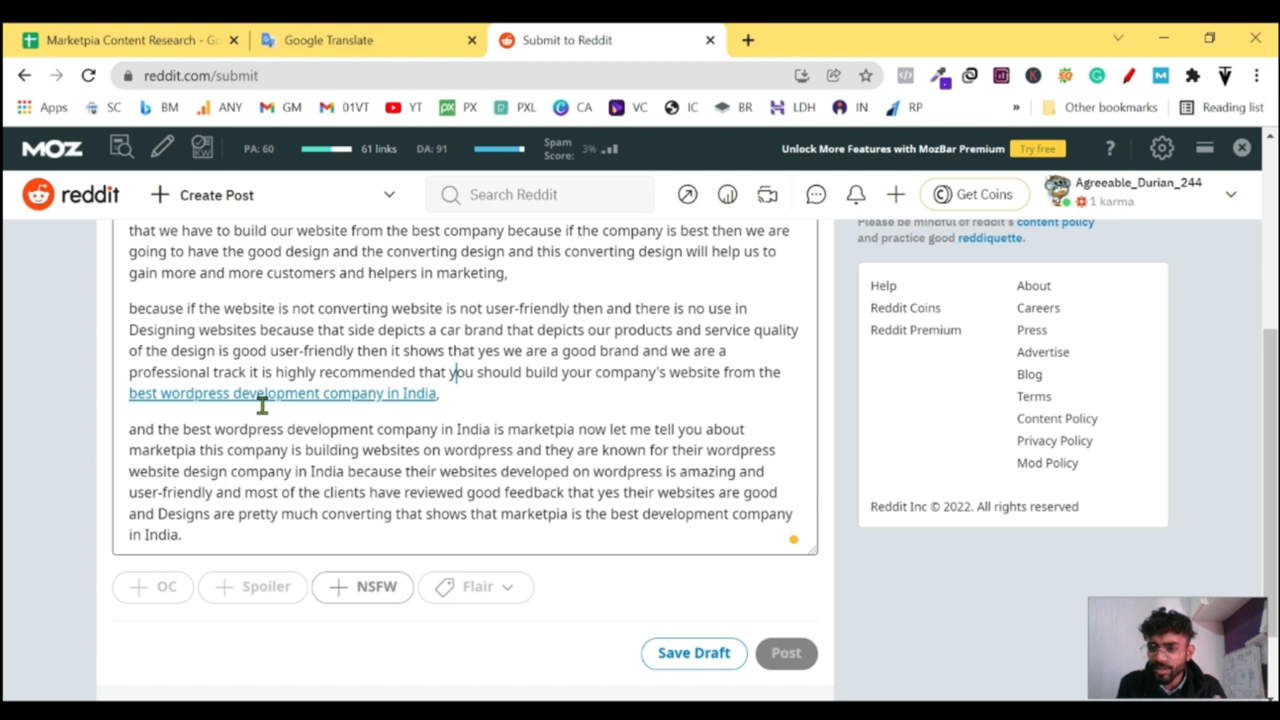 Marketpia Content Research - Go
Google Translate
Submit to Reddit
reddit.com/submit
Apps
SC
BM
ANY
GM
01VT
YT
PX
PXL
CA
VC
IC
BR
LDH
IN
RP
»
Other bookmarks
Reading list
MOZ
PA: 60
61 links
DA: 91
Spam Score: 3%
Unlock More Features with MozBar Premium
Try free
reddit
Create Post
Search Reddit
Get Coins
Agreeable_Durian_244
1 karma
that we have to build our website from the best company because if the company is best then we are
going to have the good design and the converting design and this converting design will help us to
gain more and more customers and helpers in marketing,
because if the website is not converting website is not user-friendly then and there is no use in
Designing websites because that side depicts a car brand that depicts our products and service quality
of the design is good user-friendly then it shows that yes we are a good brand and we are a
professional track it is highly recommended that you should build your company's website from the
best wordpress development company in India,
and the best wordpress development company in India is marketpia now let me tell you about
marketpia this company is building websites on wordpress and they are known for their wordpress
website design company in India because their websites developed on wordpress is amazing and
user-friendly and most of the clients have reviewed good feedback that yes their websites are good
and Designs are pretty much converting that shows that marketpia is the best development company
in India.
OC
Spoiler
NSFW
Flair
Save Draft
Post
Please be mindful of reddit's content policy
and practice good reddiquette.
Help
About
Reddit Coins
Careers
Reddit Premium
Press
Advertise
Blog
Terms
Content Policy
Privacy Policy
Mod Policy
Reddit Inc © 2022. All rights reserved